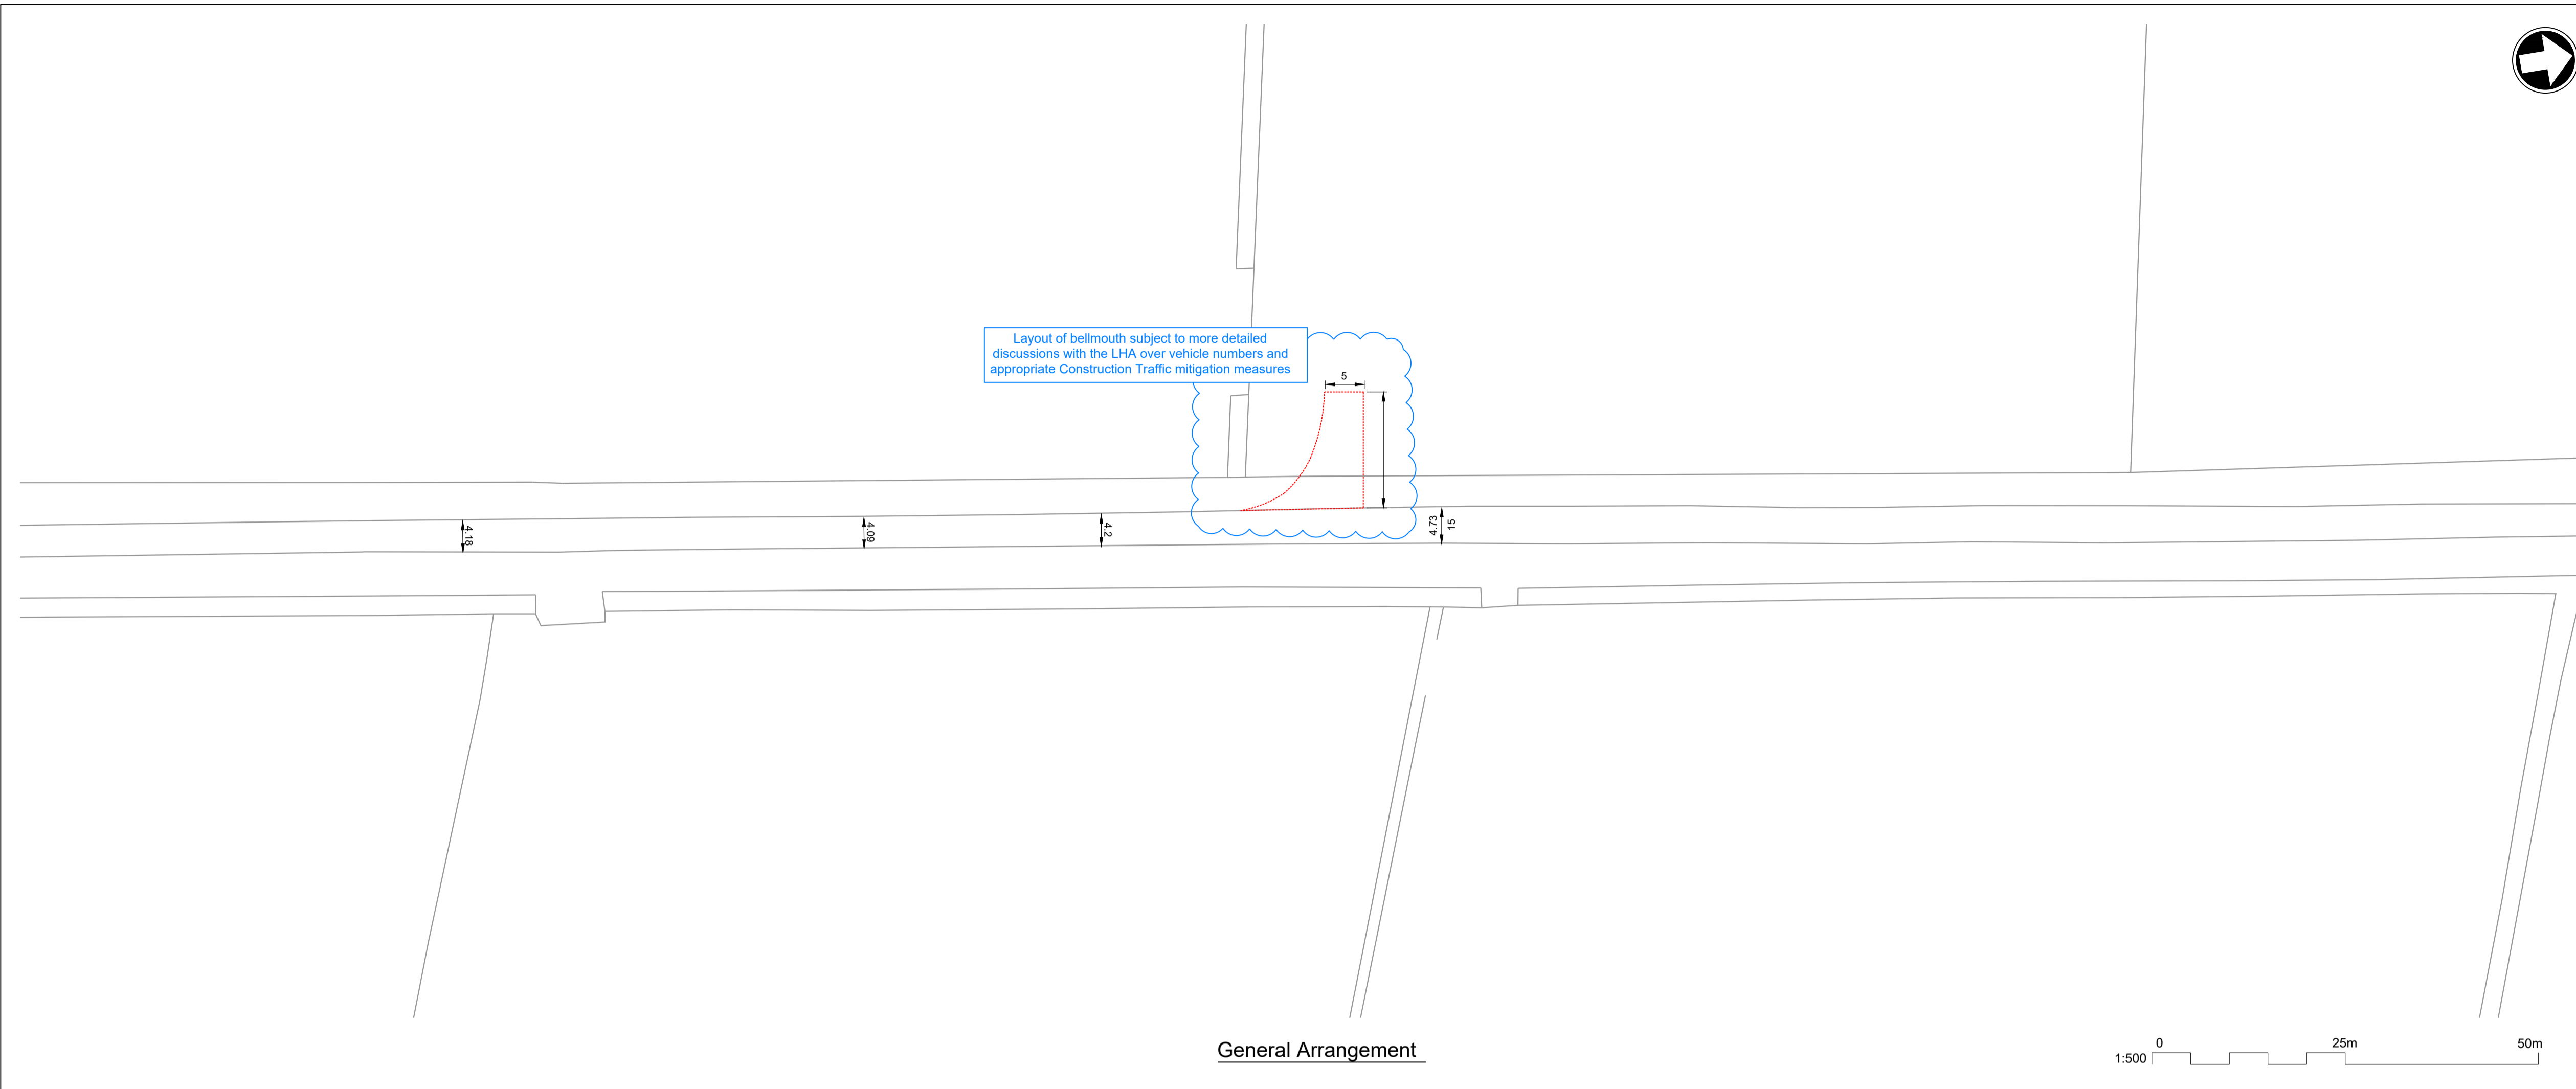 Layout of bellmouth subject to more detailed
discussions with the LHA over vehicle numbers and
appropriate Construction Traffic mitigation measures
5
4.18
4.09
4.2
4.73
15
General Arrangement
0 25m 50m
1:500